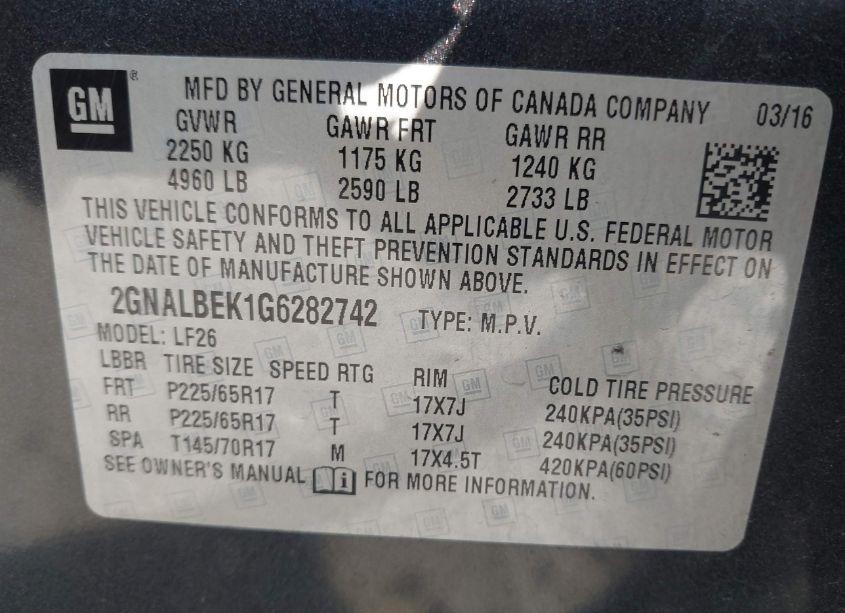 GM
MFD BY GENERAL MOTORS OF CANADA COMPANY 03/16
GVWR GAWR FRT GAWR RR
2250 KG 1175 KG 1240 KG
4960 LB 2590 LB 2733 LB
THIS VEHICLE CONFORMS TO ALL APPLICABLE U.S. FEDERAL MOTOR
VEHICLE SAFETY AND THEFT PREVENTION STANDARDS IN EFFECT ON
THE DATE OF MANUFACTURE SHOWN ABOVE.
2GNALBEK1G6282742 TYPE: M.P.V.
MODEL: LF26
LBBR TIRE SIZE SPEED RTG RIM COLD TIRE PRESSURE
FRT P225/65R17 T 17X7J 240KPA(35PSI)
RR P225/65R17 T 17X7J 240KPA(35PSI)
SPA T145/70R17 M 17X4.5T 420KPA(60PSI)
SEE OWNER'S MANUAL i FOR MORE INFORMATION.